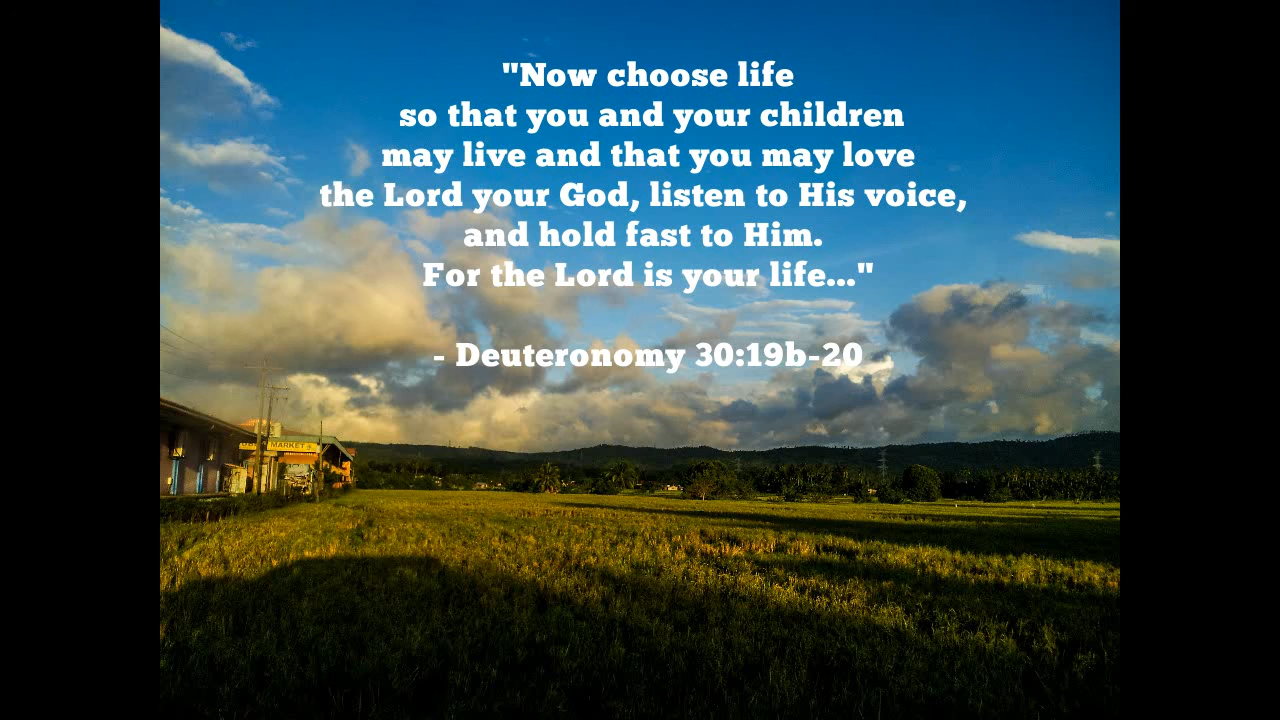 "Now choose life
so that you and your children
may live and that you may love
the Lord your God, listen to His voice,
and hold fast to Him.
For the Lord is your life..."
- Deuteronomy 30:19b-20
MARKET